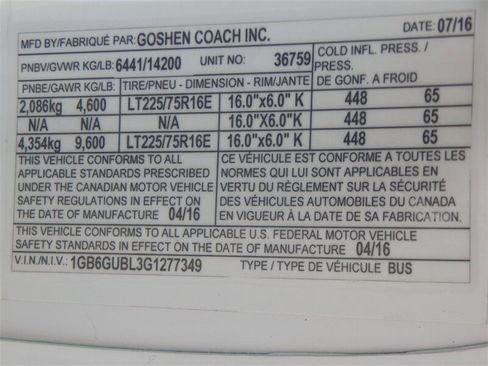 MFD BY/FABRIQUÉ PAR: GOSHEN COACH INC. DATE: 07/16
PNBV/GVWR KG/LB: 6441/14200 UNIT NO: 36759 COLD INFL. PRESS./
PRESS.
PNBE/GAWR KG/LB: TIRE/PNEU - DIMENSION - RIM/JANTE DE GONF. A FROID
2,086kg 4,600 LT225/75R16E 16.0"x6.0" K 448 65
N/A N/A LT225/75R16E 16.0"x6.0" K 448 65
4,354kg 9,600 LT225/75R16E 16.0"x6.0" K 448 65
THIS VEHICLE CONFORMS TO ALL
APPLICABLE STANDARDS PRESCRIBED
UNDER THE CANADIAN MOTOR VEHICLE
SAFETY REGULATIONS IN EFFECT ON
THE DATE OF MANUFACTURE 04/16
CE VÉHICULE EST CONFORME A TOUTES LES
NORMES QUI LUI SONT APPLICABLES EN
VERTU DU RÈGLEMENT SUR LA SÉCURITÉ
DES VÉHICULES AUTOMOBILES DU CANADA
EN VIGUEUR À LA DATE DE SA FABRICATION.
THIS VEHICLE CONFORMS TO ALL APPLICABLE U.S. FEDERAL MOTOR VEHICLE
SAFETY STANDARDS IN EFFECT ON THE DATE OF MANUFACTURE 04/16
V.I.N./N.I.V.: 1GB6GUBL3G1277349 TYPE / TYPE DE VÉHICULE BUS